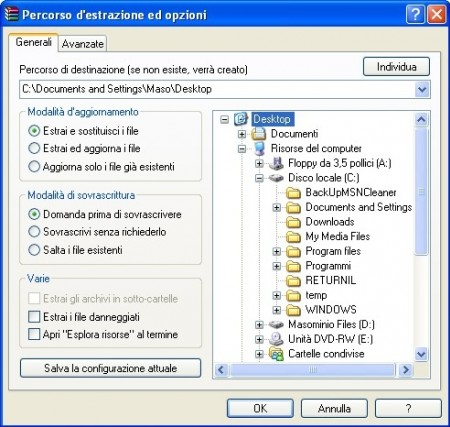 Percorso d'estrazione ed opzioni
Generali
Avanzate
Percorso di destinazione (se non esiste, verrà creato)
Individua
C:\Documents and Settings\Maso\Desktop
Modalità d'aggiornamento
Estrai e sostituisci i file
Estrai ed aggiorna i file
Aggiorna solo i file già esistenti
Modalità di sovrascrittura
Domanda prima di sovrascrivere
Sovrascrivi senza richiederlo
Salta i file esistenti
Varie
Estrai gli archivi in sotto-cartelle
Estrai i file danneggiati
Apri "Esplora risorse" al termine
Salva la configurazione attuale
Desktop
Documenti
Risorse del computer
Floppy da 3,5 pollici (A:)
Disco locale (C:)
BackUpMSNCleaner
Documents and Settings
Downloads
My Media Files
Program files
Programmi
RETURNIL
temp
WINDOWS
Masominio Files (D:)
Unità DVD-RW (E:)
Cartelle condivise
OK
Annulla
?